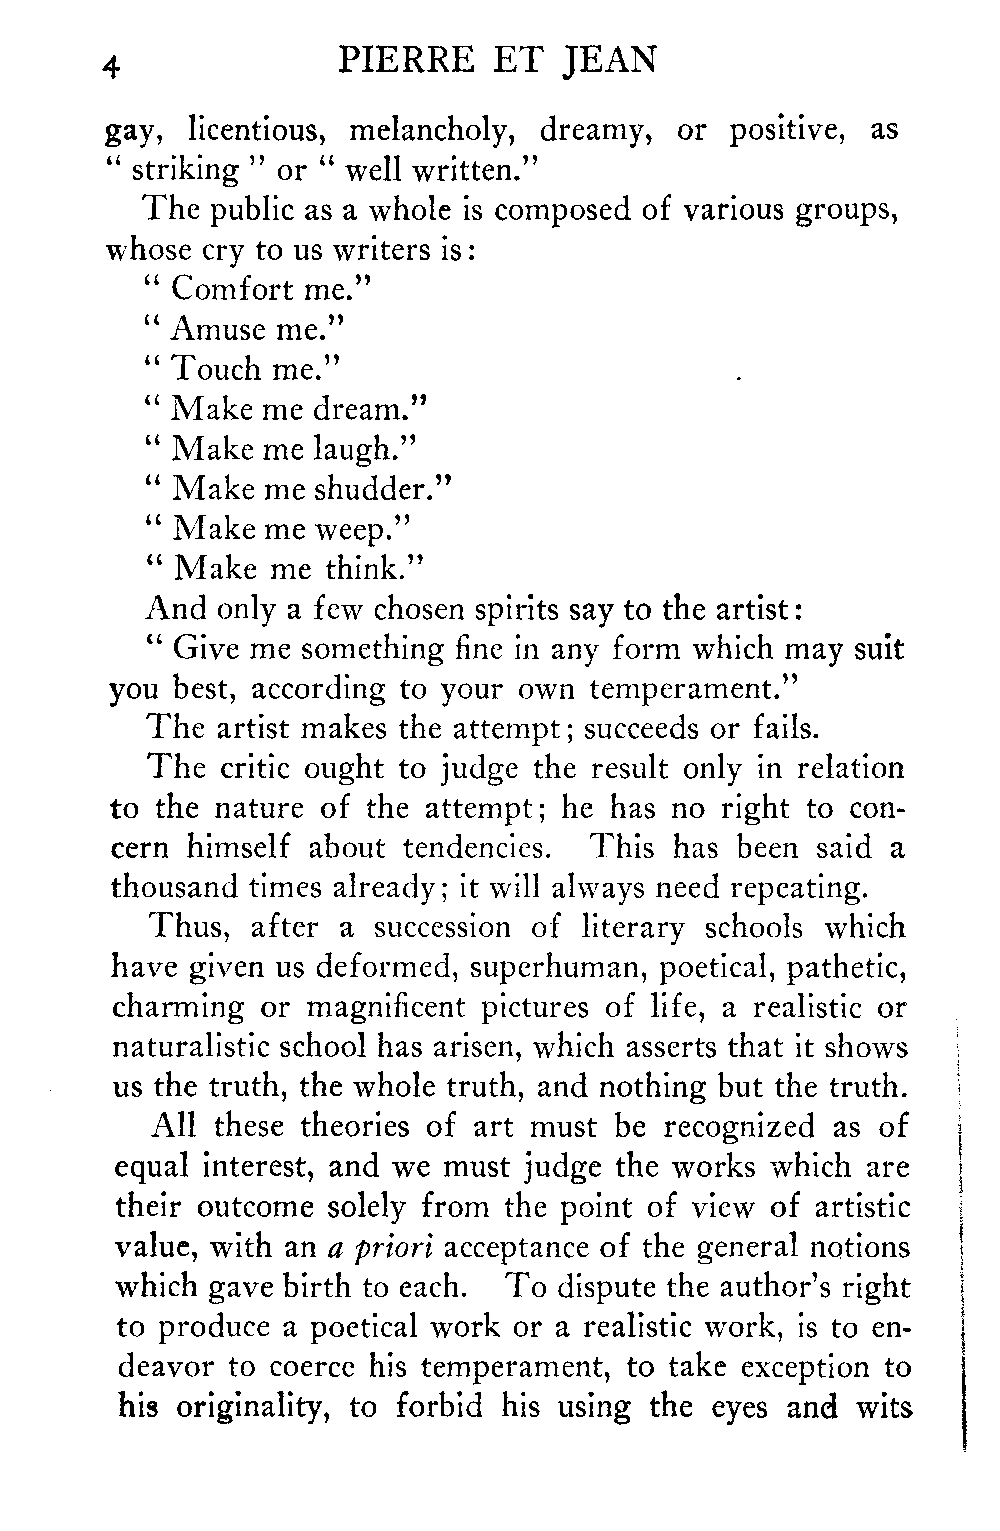 4 PIERRE ET JEAN
gay, licentious, melancholy, dreamy, or positive, as
“ striking ” or “ well written.”
The public as a whole is composed of various groups,
whose cry to us writers is:
“ Comfort me.”
“ Amuse me.”
“ Touch me.”
“ Make me dream.”
“ Make me laugh.”
“ Make me shudder.”
“ Make me weep.”
“ Make me think.”
And only a few chosen spirits say to the artist:
“ Give me something fine in any form which may suit
you best, according to your own temperament.”
The artist makes the attempt; succeeds or fails.
The critic ought to judge the result only in relation
to the nature of the attempt; he has no right to con-
cern himself about tendencies. This has been said a
thousand times already; it will always need repeating.
Thus, after a succession of literary schools which
have given us deformed, superhuman, poetical, pathetic,
charming or magnificent pictures of life, a realistic or
naturalistic school has arisen, which asserts that it shows
us the truth, the whole truth, and nothing but the truth.
All these theories of art must be recognized as of
equal interest, and we must judge the works which are
their outcome solely from the point of view of artistic
value, with an a priori acceptance of the general notions
which gave birth to each. To dispute the author’s right
to produce a poetical work or a realistic work, is to en-
deavor to coerce his temperament, to take exception to
his originality, to forbid his using the eyes and wits